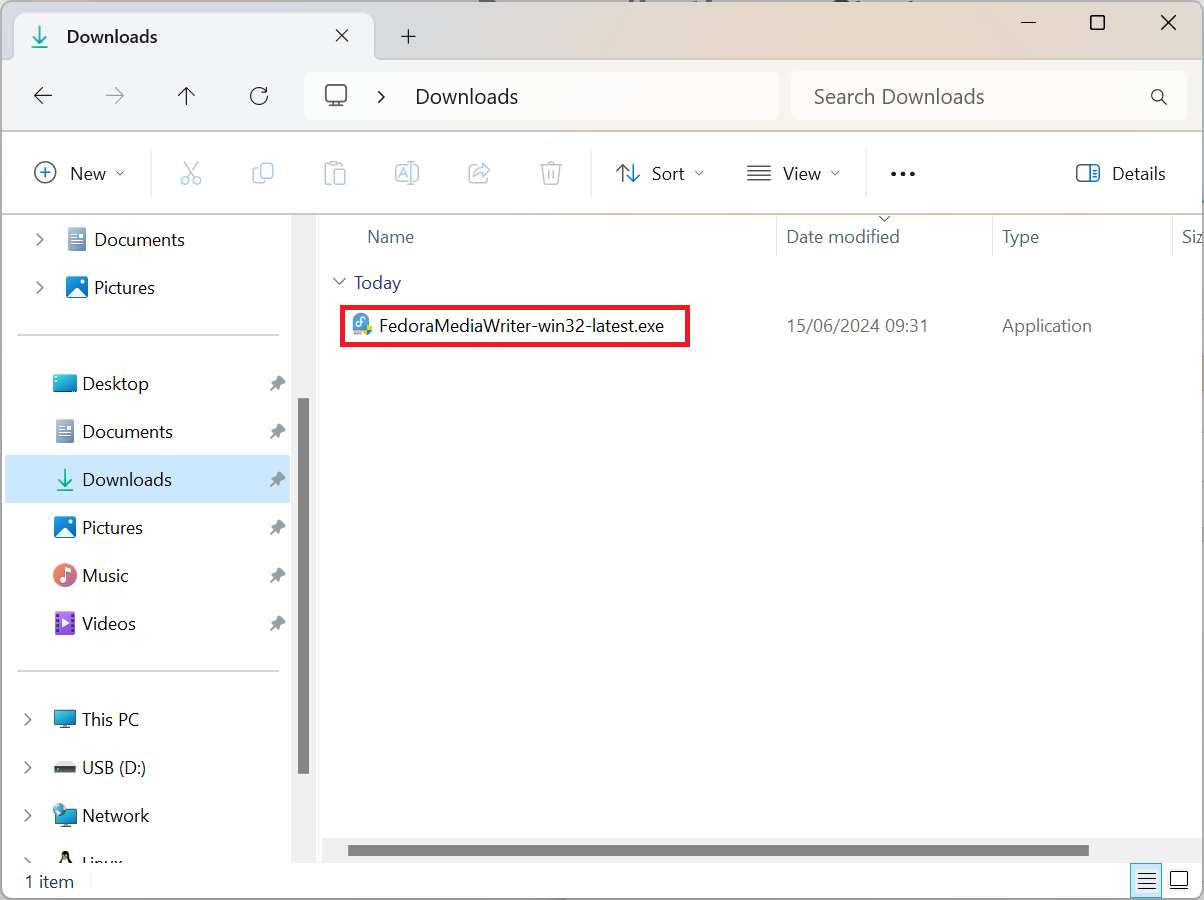 Downloads
Downloads
Search Downloads
New
Sort
View
Details
Documents
Pictures
Desktop
Documents
Downloads
Pictures
Music
Videos
This PC
USB (D:)
Network
Linux
Name
Date modified
Type
Siz
Today
FedoraMediaWriter-win32-latest.exe
15/06/2024 09:31
Application
1 item